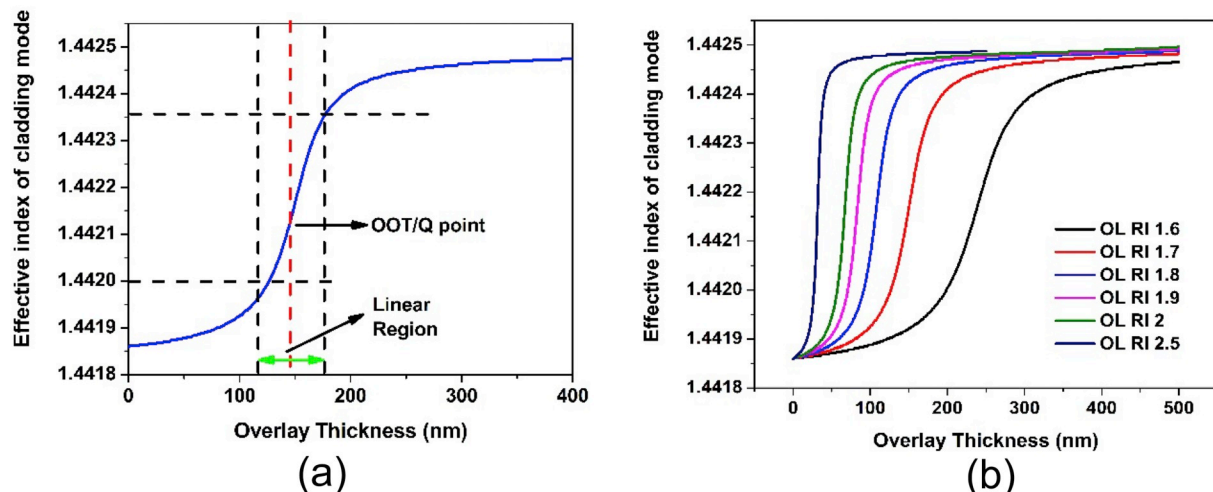 Effective index of cladding mode
1.4425
1.4424
1.4423
1.4422
1.4421
1.4420
1.4419
1.4418
OOT/Q point
Linear
Region
0
100
200
300
400
Overlay Thickness (nm)
(a)
Effective index of cladding mode
1.4425
1.4424
1.4423
1.4422
1.4421
1.4420
1.4419
1.4418
OL RI 1.6
OL RI 1.7
OL RI 1.8
OL RI 1.9
OL RI 2
OL RI 2.5
0
100
200
300
400
500
Overlay Thickness (nm)
(b)